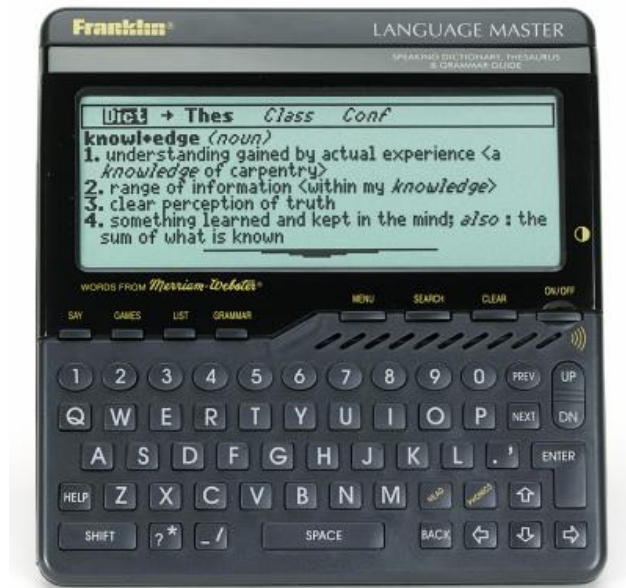 Franklin®
LANGUAGE MASTER
SPEAKING DICTIONARY, THESAURUS
& GRAMMAR GUIDE
Dict → Thes Class Conf
knowl•edge (noun)
1. understanding gained by actual experience <a
knowledge of carpentry>
2. range of information <within my knowledge>
3. clear perception of truth
4. something learned and kept in the mind; also : the
sum of what is known
WORDS FROM Merriam-Webster®
MENU SEARCH CLEAR ON/OFF
SAY GAMES LIST GRAMMAR
1 2 3 4 5 6 7 8 9 0 PREV UP
Q W E R T Y U I O P NEXT DN
A S D F G H J K L . ' ENTER
HELP Z X C V B N M READ PHONICS
SHIFT ? * _ / SPACE BACK